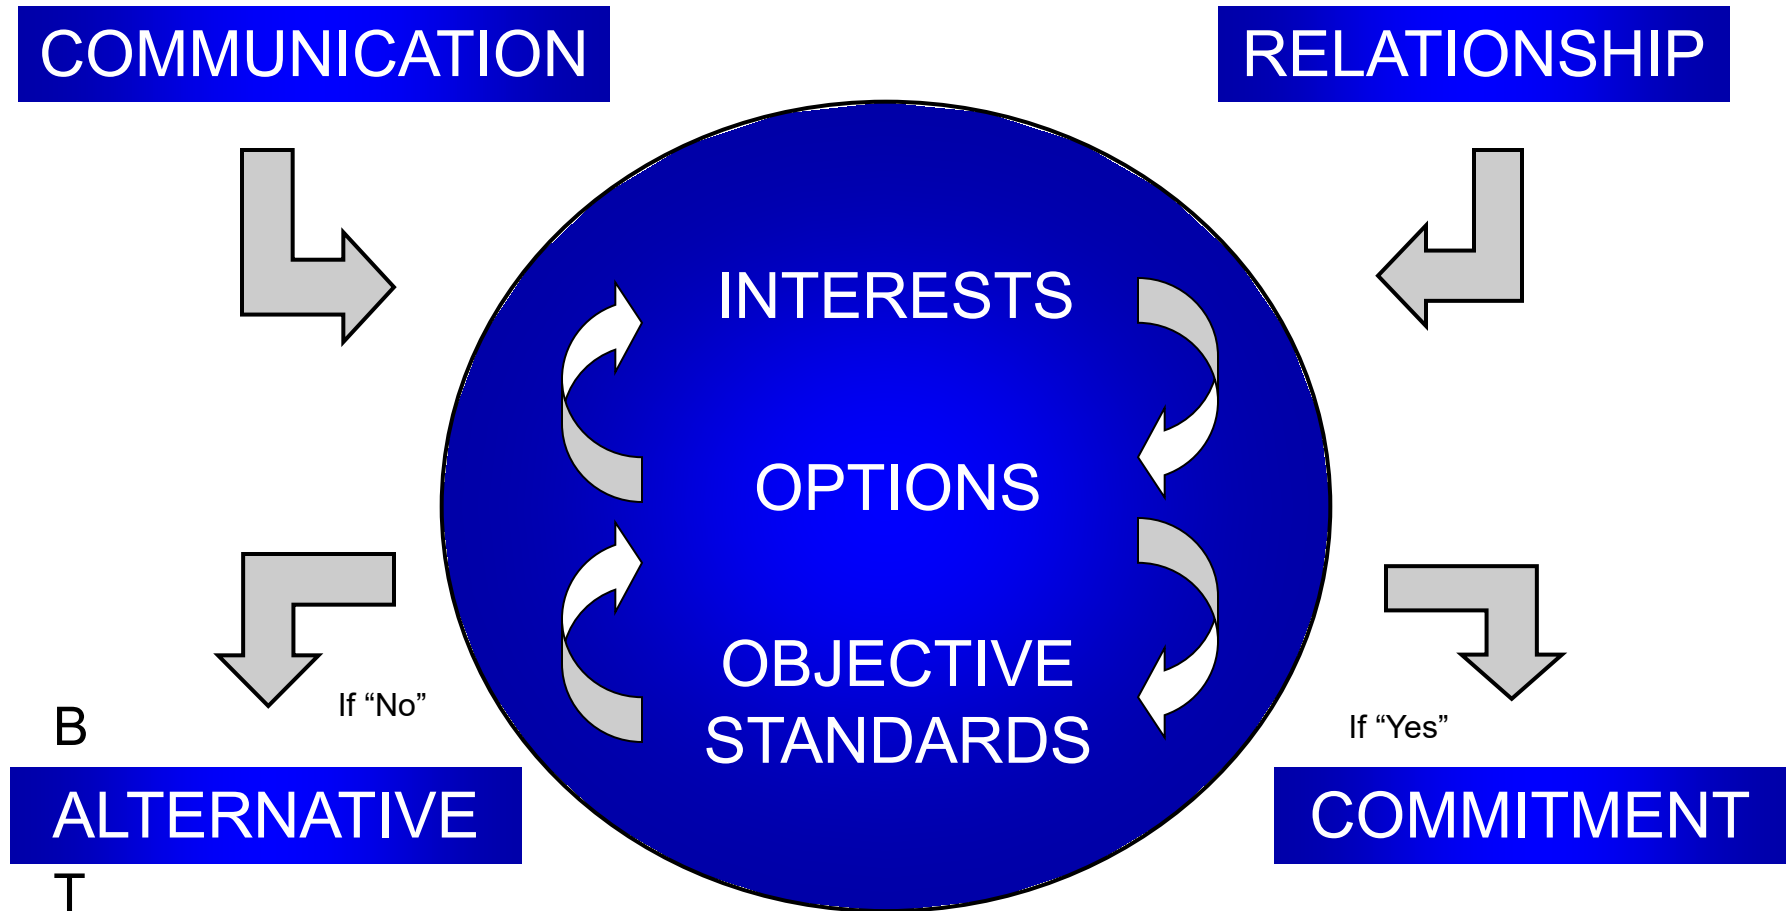 COMMUNICATION
RELATIONSHIP
INTERESTS
OPTIONS
OBJECTIVE
STANDARDS
If “No”
B
ALTERNATIVE
T
If “Yes”
COMMITMENT